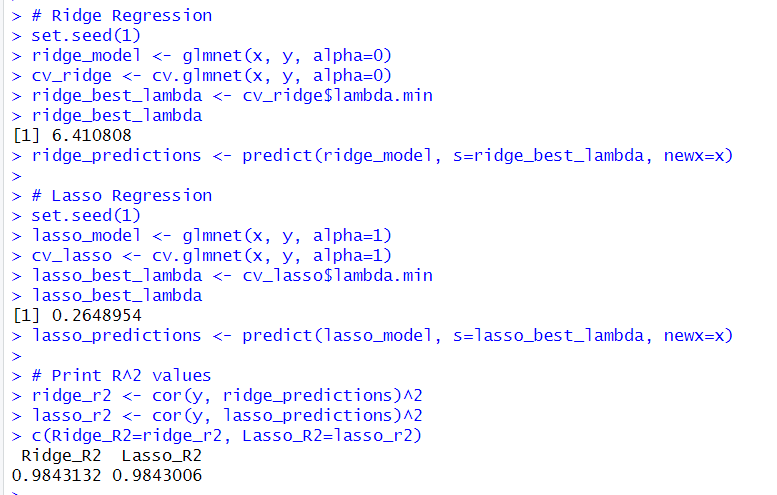 > # Ridge Regression
> set.seed(1)
> ridge_model <- glmnet(x, y, alpha=0)
> cv_ridge <- cv.glmnet(x, y, alpha=0)
> ridge_best_lambda <- cv_ridge$lambda.min
> ridge_best_lambda
[1] 6.410808
> ridge_predictions <- predict(ridge_model, s=ridge_best_lambda, newx=x)
>
> # Lasso Regression
> set.seed(1)
> lasso_model <- glmnet(x, y, alpha=1)
> cv_lasso <- cv.glmnet(x, y, alpha=1)
> lasso_best_lambda <- cv_lasso$lambda.min
> lasso_best_lambda
[1] 0.2648954
> lasso_predictions <- predict(lasso_model, s=lasso_best_lambda, newx=x)
>
> # Print R^2 values
> ridge_r2 <- cor(y, ridge_predictions)^2
> lasso_r2 <- cor(y, lasso_predictions)^2
> c(Ridge_R2=ridge_r2, Lasso_R2=lasso_r2)
 Ridge_R2  Lasso_R2
0.9843132 0.9843006
>